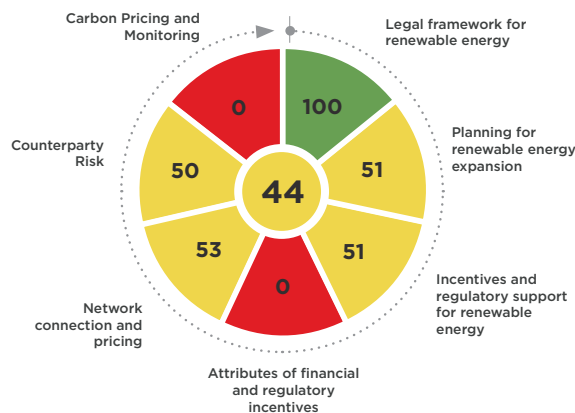 Legal framework for
renewable energy
100
Planning for
renewable energy
expansion
51
Incentives and
regulatory support
for renewable
energy
51
Attributes of financial
and regulatory
incentives
0
Network
connection and
pricing
53
Counterparty
Risk
50
Carbon Pricing and
Monitoring
0
44